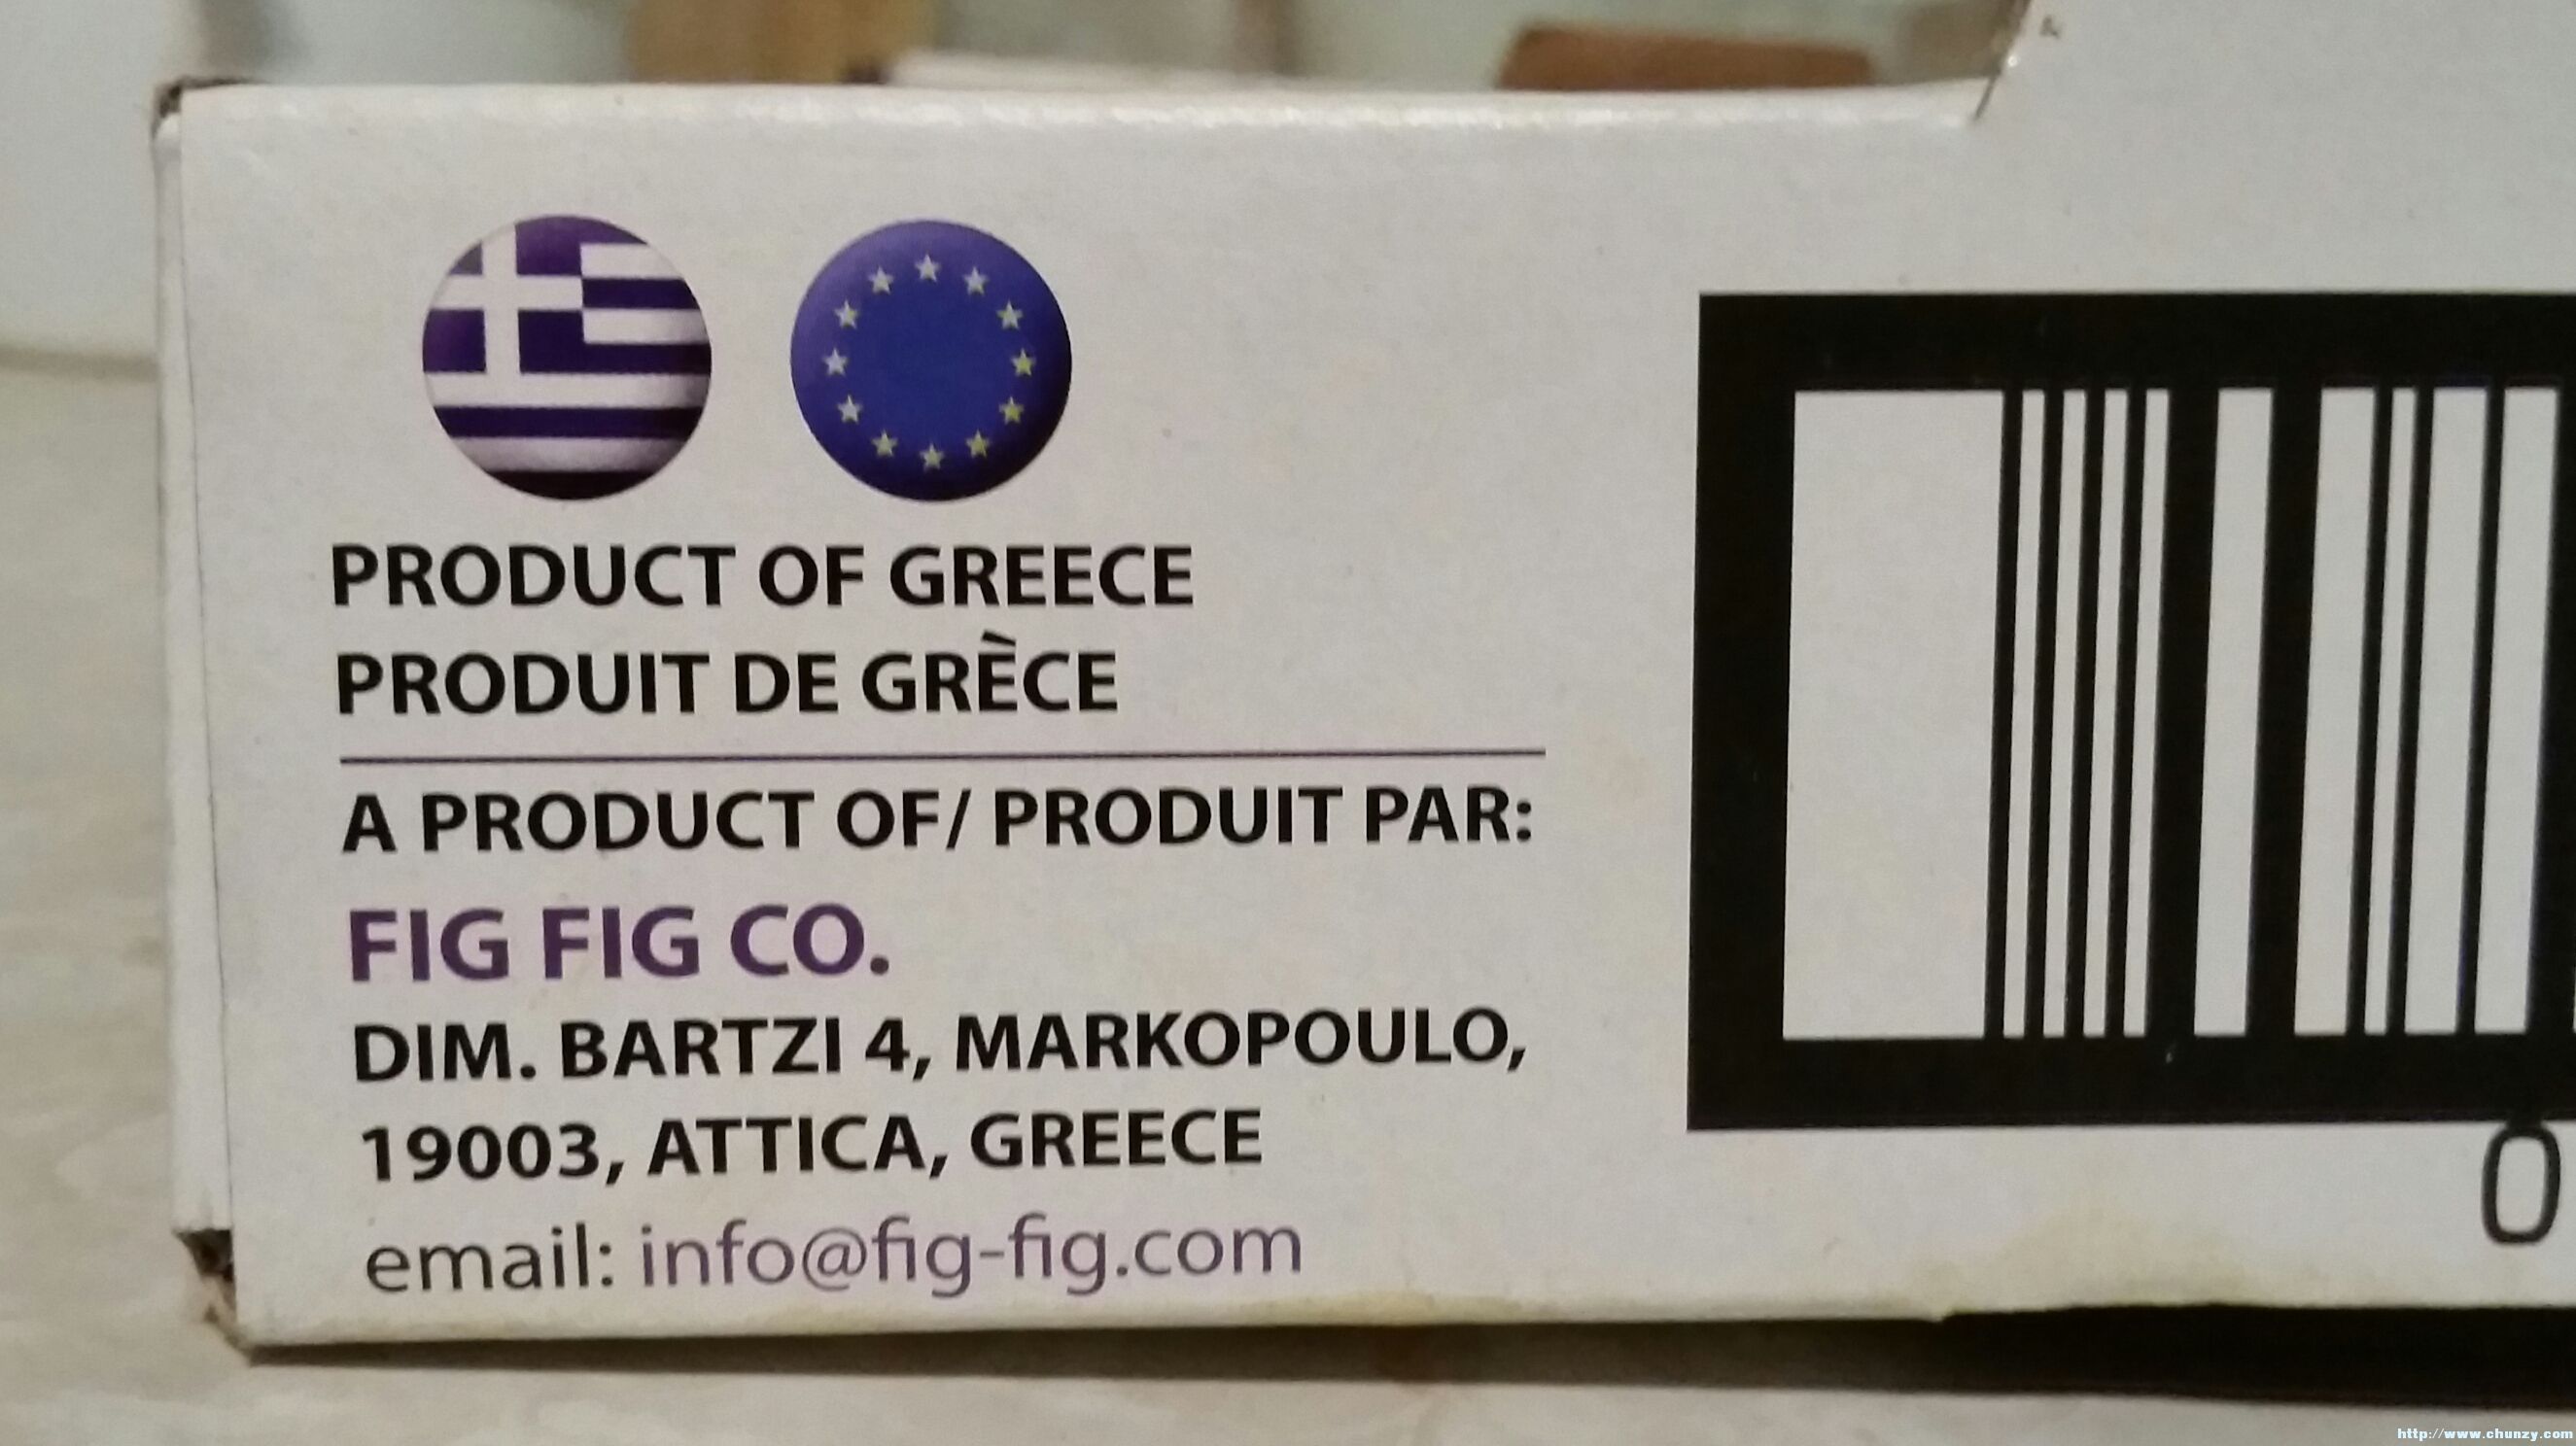 PRODUCT OF GREECE
PRODUIT DE GRÈCE
A PRODUCT OF/ PRODUIT PAR:
FIG FIG CO.
DIM. BARTZI 4, MARKOPOULO,
19003, ATTICA, GREECE
email: info@fig-fig.com
0
http://www.chunzy.com